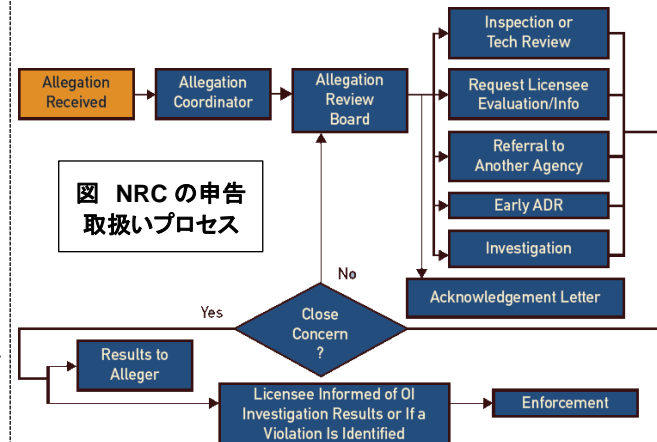 Allegation
Received
Allegation
Coordinator
Allegation
Review
Board
Inspection or
Tech Review
Request Licensee
Evaluation/Info
Referral to
Another Agency
Early ADR
Investigation
Acknowledgement Letter
図 NRC の申告
取扱いプロセス
No
Yes
Close
Concern
?
Results to
Alleger
Licensee Informed of OI
Investigation Results or If a
Violation Is Identified
Enforcement